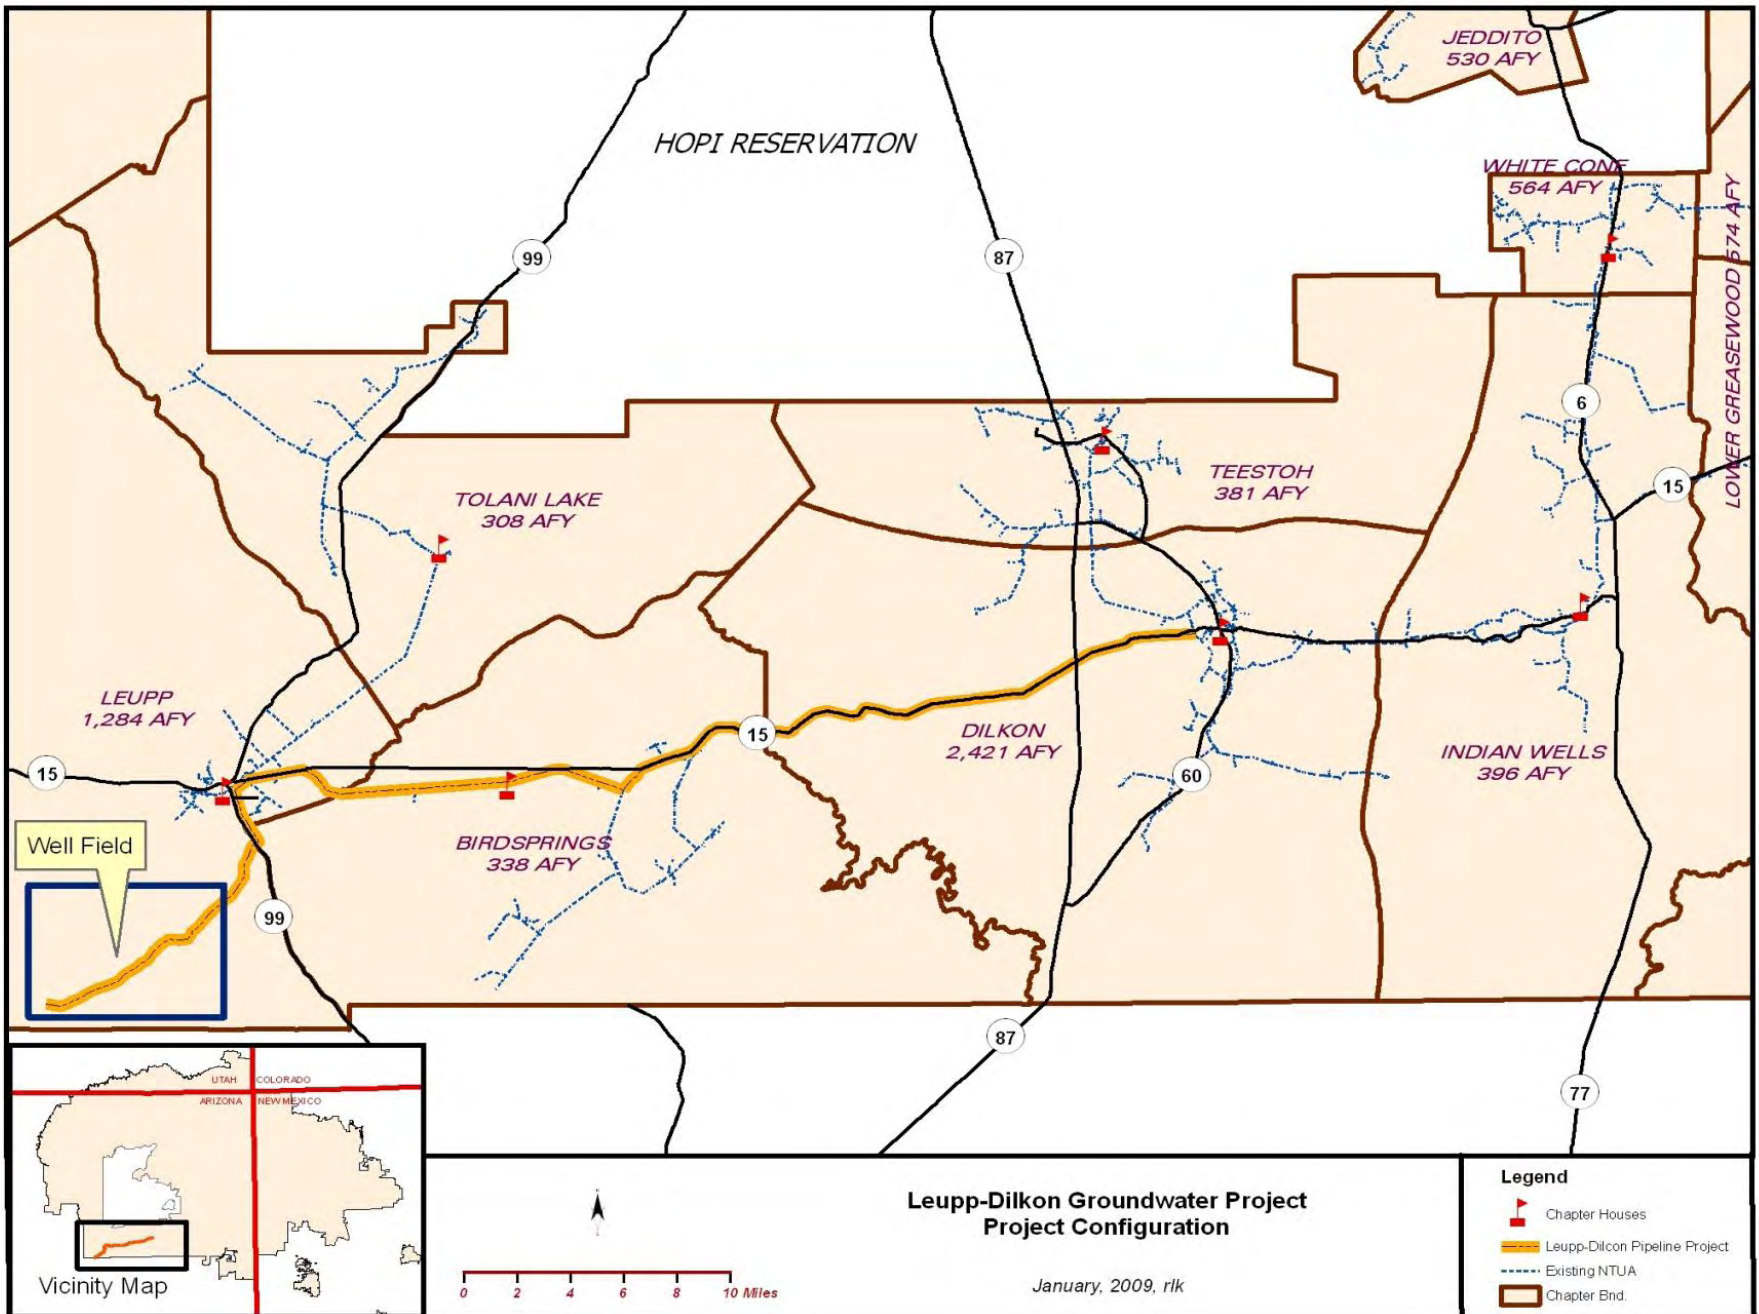 JEDDITO
530 AFY
HOPI RESERVATION
WHITE CONE
564 AFY
LOWER GREASEWOOD 574 AFY
99
87
6
15
TEESTOH
381 AFY
TOLANI LAKE
308 AFY
LEUPP
1,284 AFY
15
15
DILKON
2,421 AFY
INDIAN WELLS
396 AFY
60
Well Field
BIRDSPRINGS
338 AFY
99
87
77
UTAH
COLORADO
ARIZONA
NEW MEXICO
Vicinity Map
0 2 4 6 8 10 Miles
Leupp-Dilkon Groundwater Project
Project Configuration
January, 2009, rlk
Legend
Chapter Houses
Leupp-Dilcon Pipeline Project
Existing NTUA
Chapter Bnd.